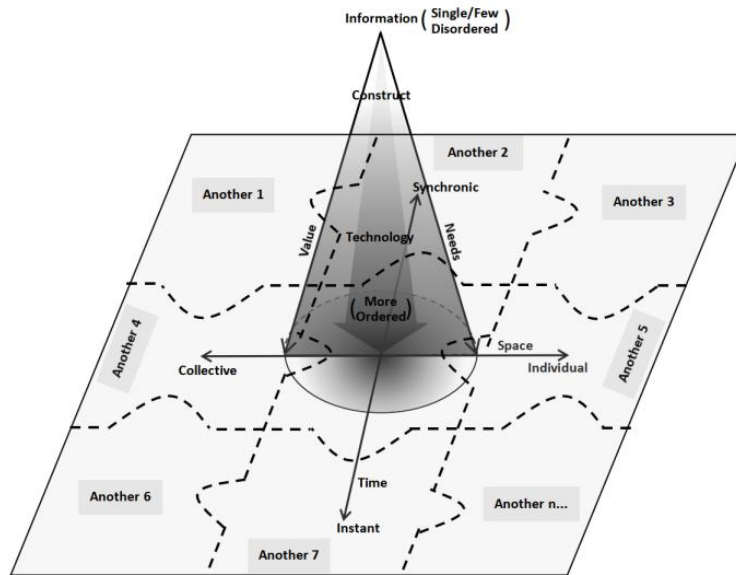 Information (Single/Few
Disordered)
Construct
Another 2
Another 1
Synchronic
Another 3
Value
Technology
Needs
(More
Ordered)
Another 4
Another 5
Space
Collective
Individual
Another 6
Time
Another n...
Instant
Another 7